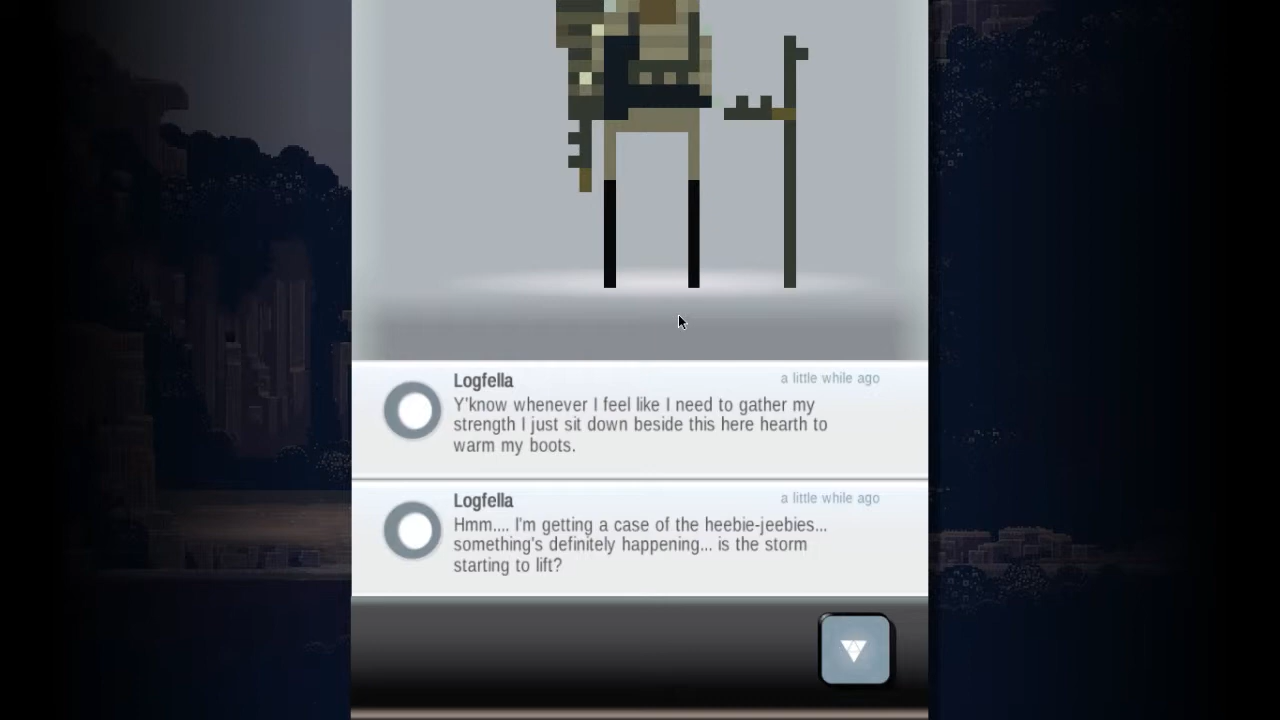 Logfella
a little while ago
Y'know whenever I feel like I need to gather my
strength I just sit down beside this here hearth to
warm my boots.
Logfella
a little while ago
Hmm.... I'm getting a case of the heebie-jeebies...
something's definitely happening... is the storm
starting to lift?